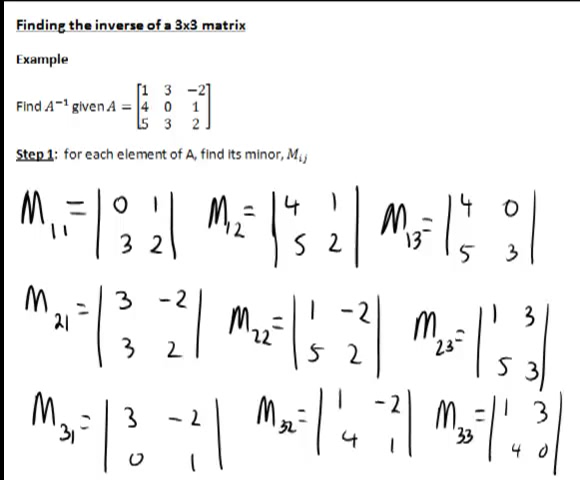 Finding the inverse of a 3x3 matrix
Example
Find A⁻¹ given A = [1 3 −2
4 0 1
5 3 2]
Step 1: for each element of A, find its minor, Mᵢⱼ
M₁₁ = |0 1| M₁₂ = |4 1| M₁₃ = |4 0|
|3 2| |5 2| |5 3|
M₂₁ = |3 -2| M₂₂ = |1 -2| M₂₃ = |1 3|
|3 2| |5 2| |5 3|
M₃₁ = |3 -2| M₃₂ = |1 -2| M₃₃ = |1 3|
|0 1| |4 1| |4 0|